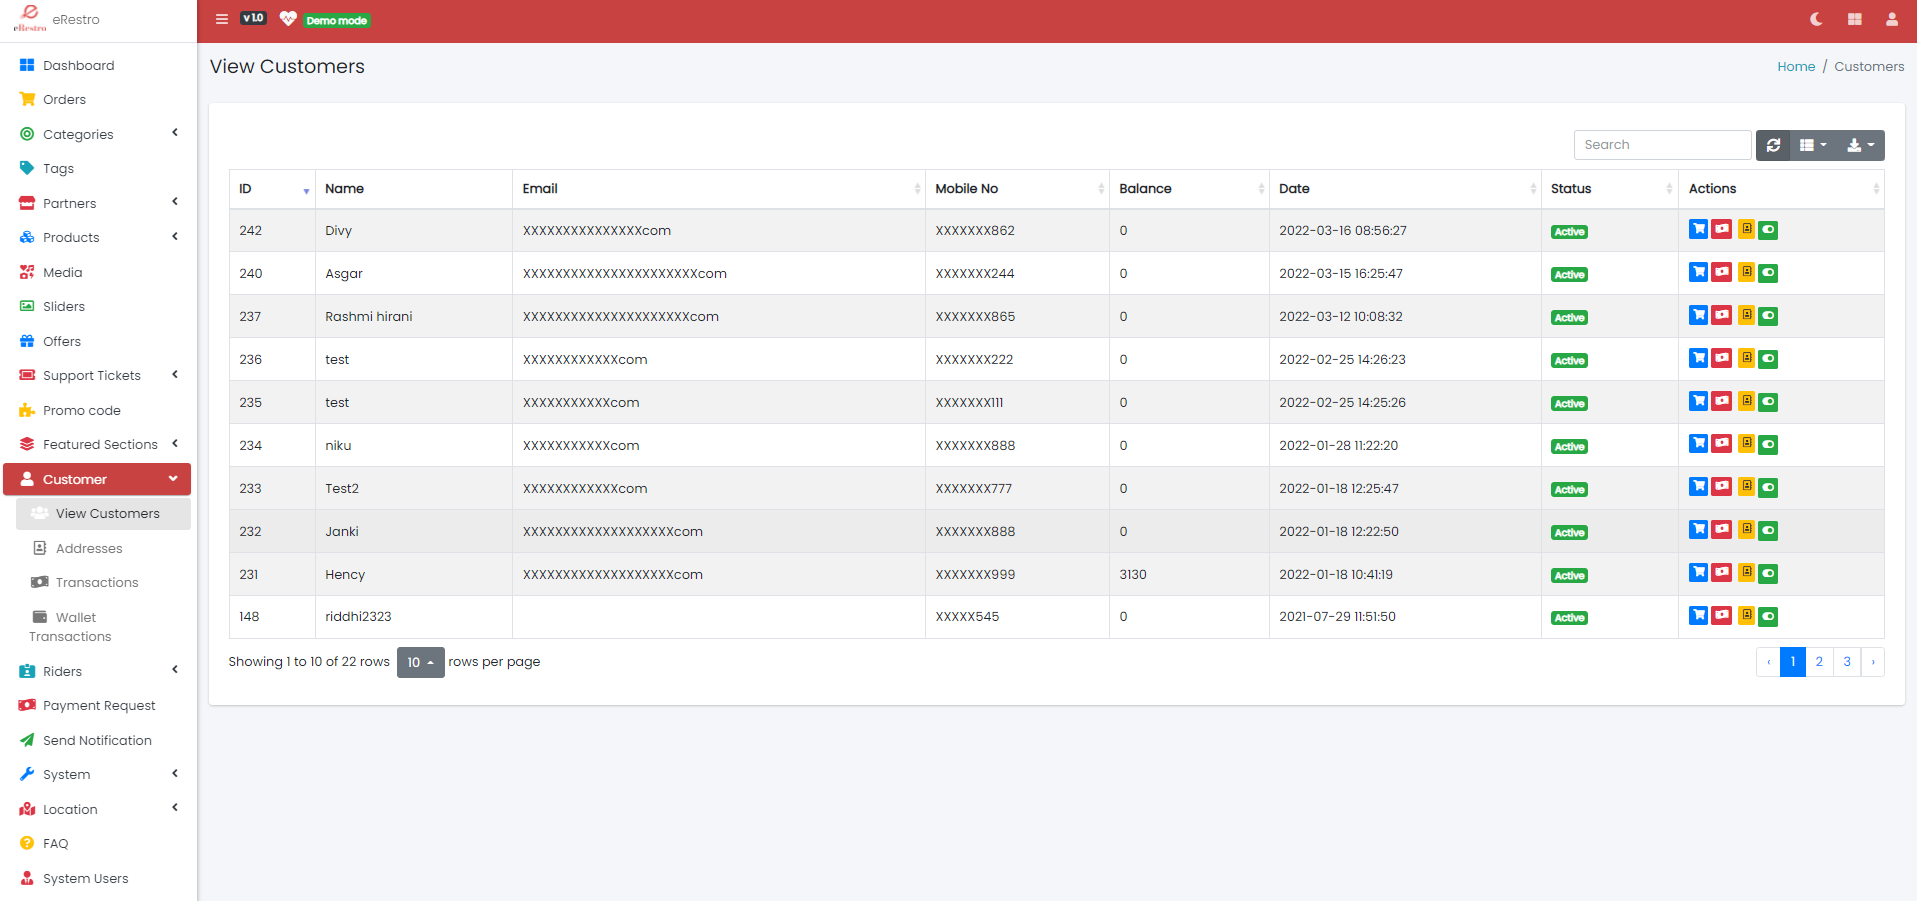 eRestro eRestro
v 1.0 Demo mode
Dashboard
Orders
Categories
Tags
Partners
Products
Media
Sliders
Offers
Support Tickets
Promo code
Featured Sections
Customer
View Customers
Addresses
Transactions
Wallet
Transactions
Riders
Payment Request
Send Notification
System
Location
FAQ
System Users
View Customers
Home / Customers
Search
ID Name Email Mobile No Balance Date Status Actions
242 Divy XXXXXXXXXXXXXXXcom XXXXXXX862 0 2022-03-16 08:56:27 Active
240 Asgar XXXXXXXXXXXXXXXXXXXXXXcom XXXXXXX244 0 2022-03-15 16:25:47 Active
237 Rashmi hirani XXXXXXXXXXXXXXXXXXXXXcom XXXXXXX865 0 2022-03-12 10:08:32 Active
236 test XXXXXXXXXXXXcom XXXXXXX222 0 2022-02-25 14:26:23 Active
235 test XXXXXXXXXXXcom XXXXXXX111 0 2022-02-25 14:25:26 Active
234 niku XXXXXXXXXXXcom XXXXXXX888 0 2022-01-28 11:22:20 Active
233 Test2 XXXXXXXXXXXXcom XXXXXXX777 0 2022-01-18 12:25:47 Active
232 Janki XXXXXXXXXXXXXXXXXXXcom XXXXXXX888 0 2022-01-18 12:22:50 Active
231 Hency XXXXXXXXXXXXXXXXXXXcom XXXXXXX999 3130 2022-01-18 10:41:19 Active
148 riddhi2323 XXXXX545 0 2021-07-29 11:51:50 Active
Showing 1 to 10 of 22 rows 10 rows per page
‹ 1 2 3 ›